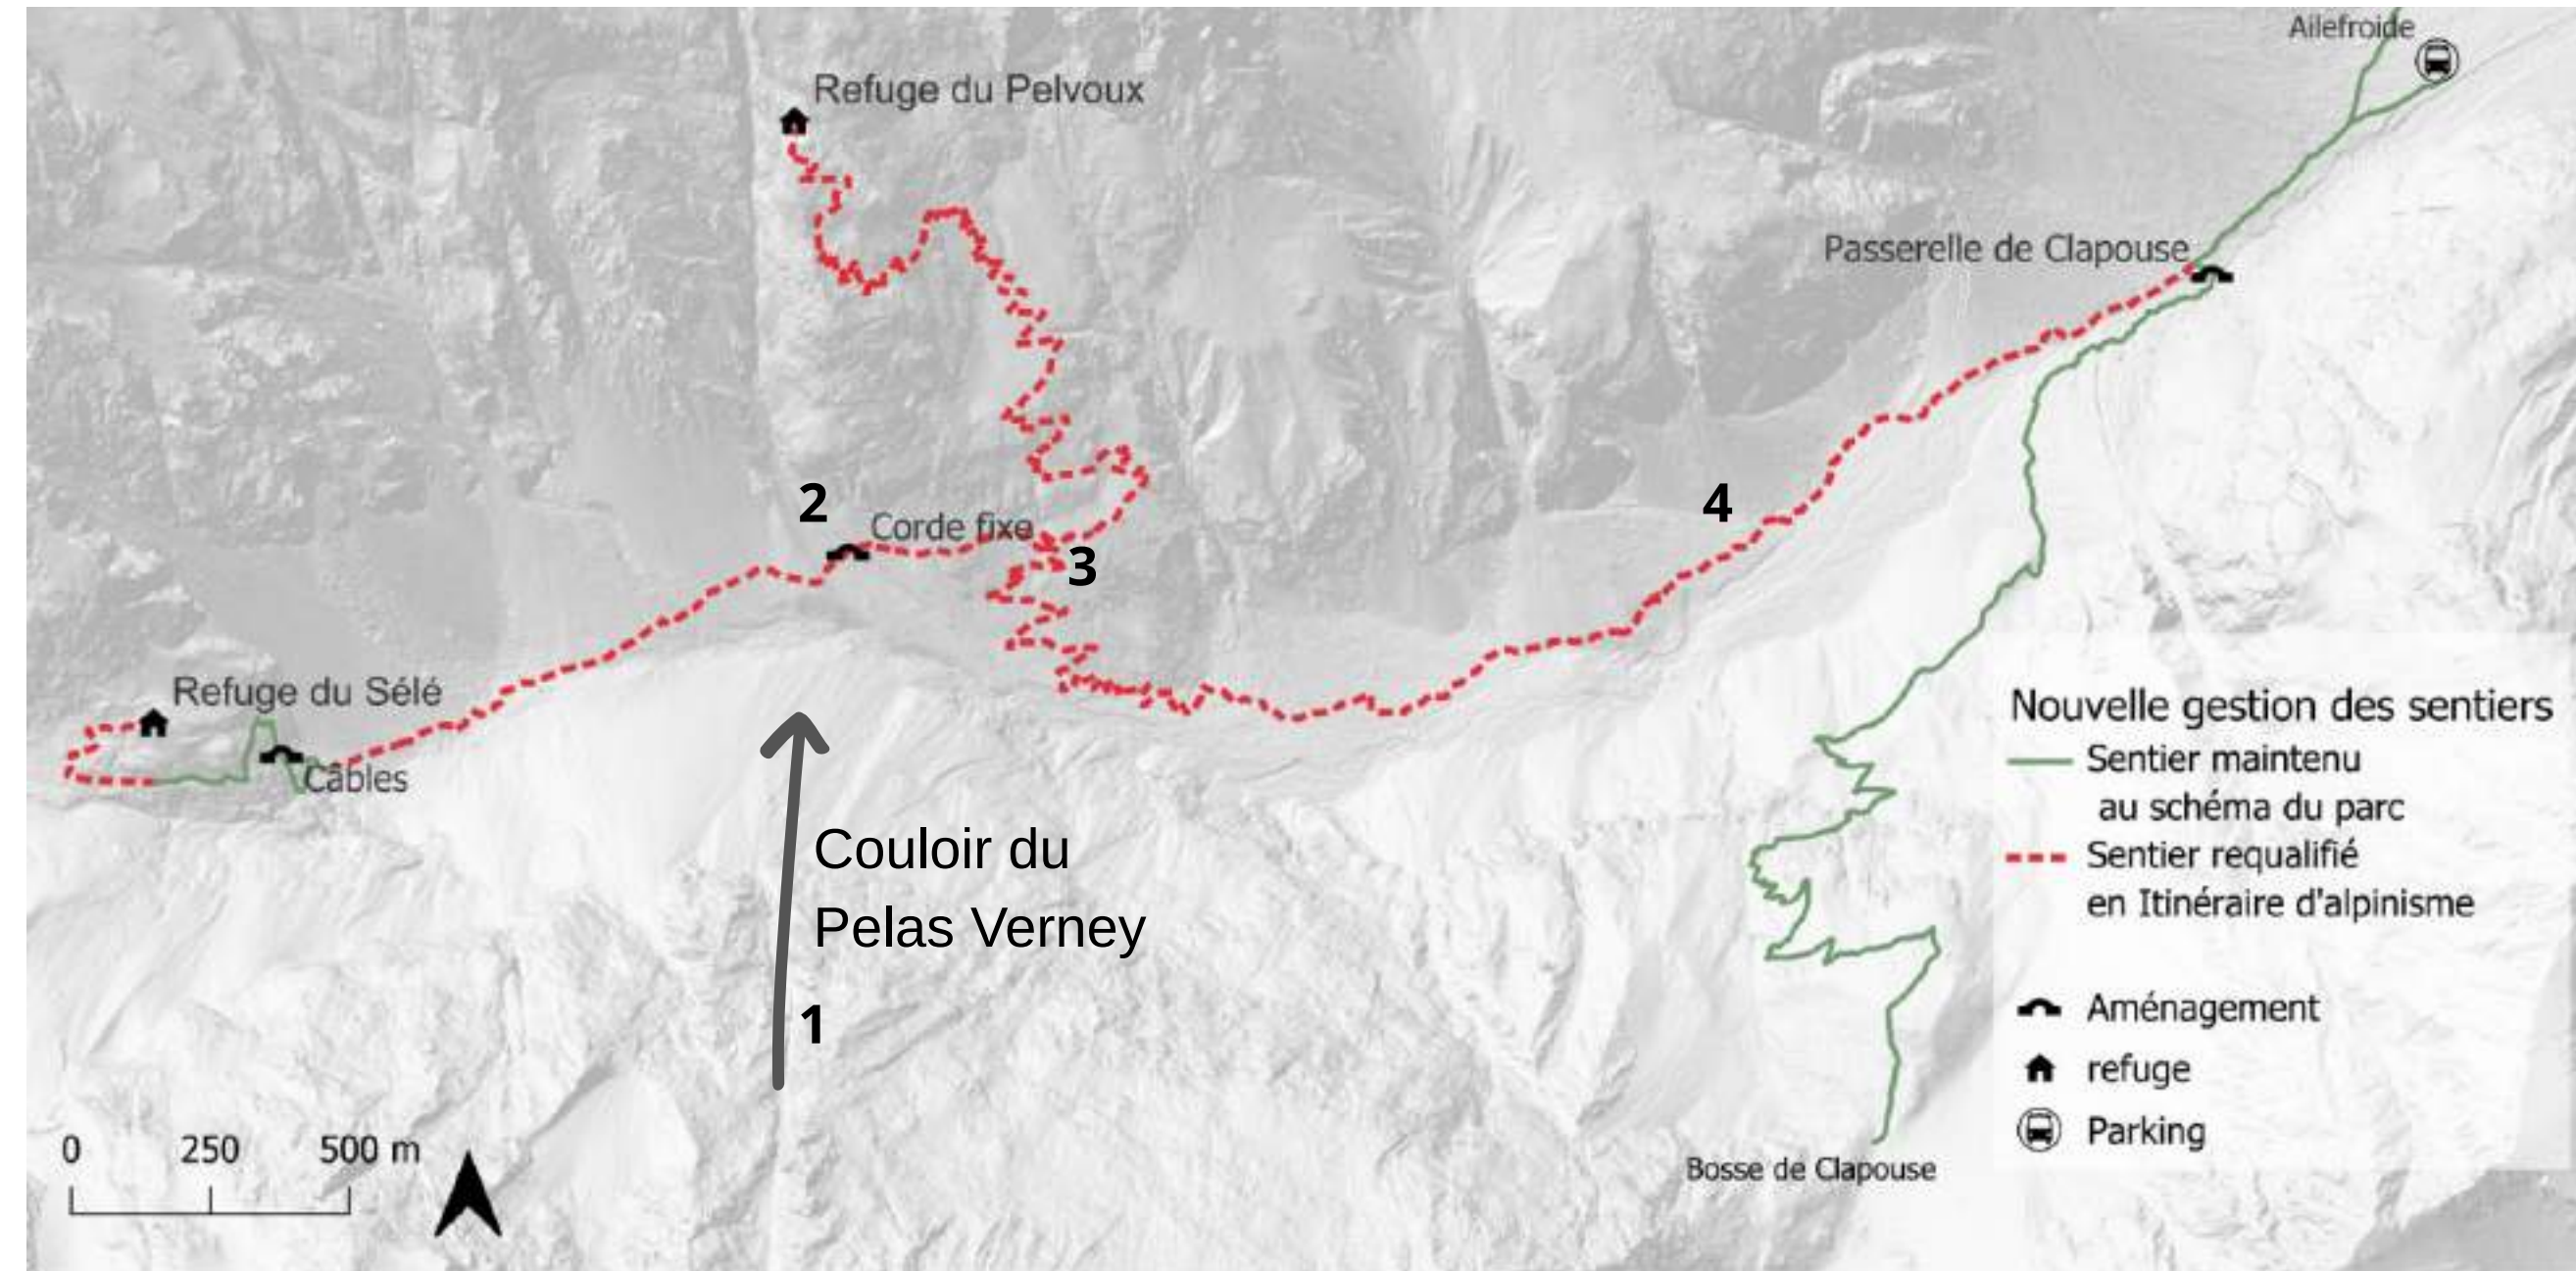 Ailefroide
Refuge du Pelvoux
Passerelle de Clapouse
2
4
Corde fixe
3
Refuge du Sélé
Câbles
Couloir du
Pelas Verney
1
Nouvelle gestion des sentiers
Sentier maintenu
au schéma du parc
Sentier requalifié
en Itinéraire d'alpinisme
Aménagement
refuge
Parking
Bosse de Clapouse
0 250 500 m